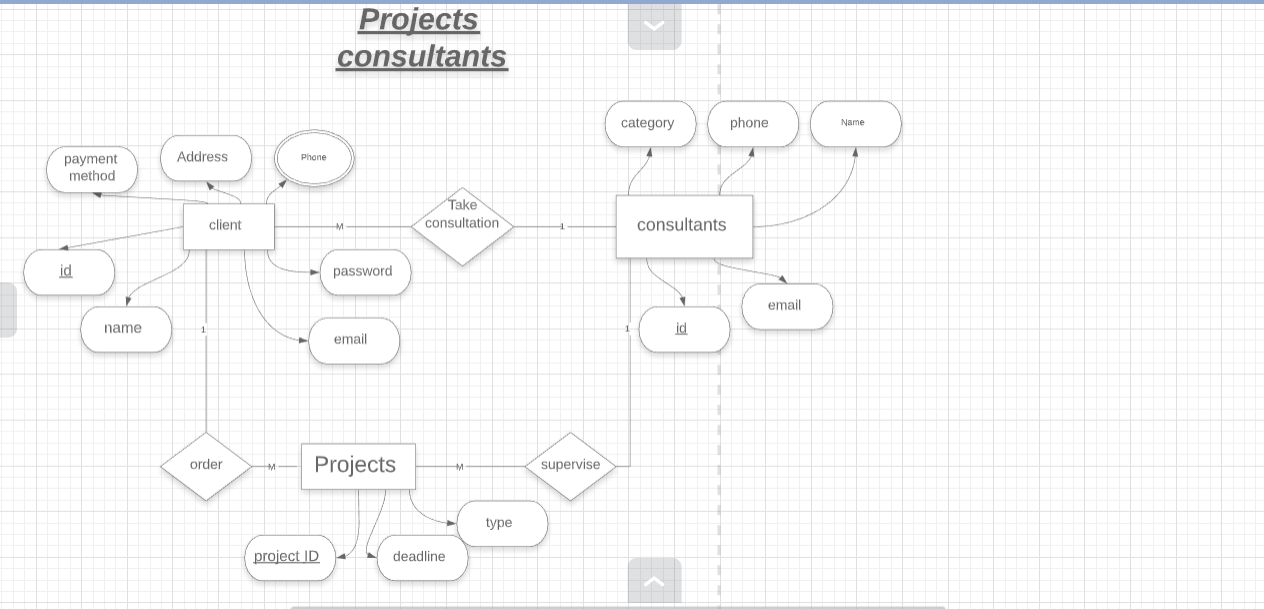 Projects
consultants
category
phone
Name
payment
method
Address
Phone
client
M
Take
consultation
1
consultants
id
password
name
email
1
id
email
1
order
M
Projects
M
supervise
type
project ID
deadline